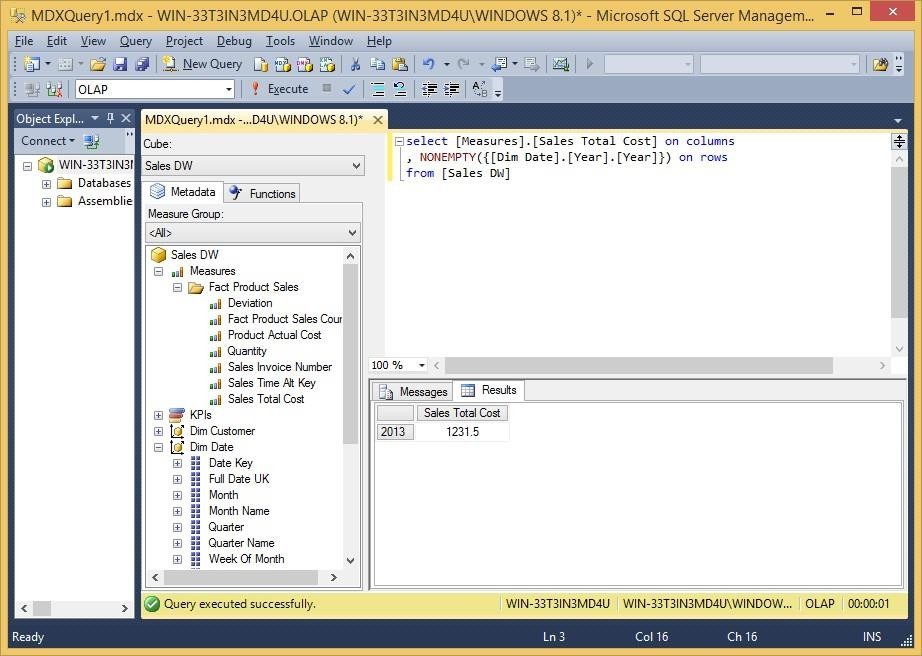 MDXQuery1.mdx - WIN-33T3IN3MD4U.OLAP (WIN-33T3IN3MD4U\WINDOWS 8.1)* - Microsoft SQL Server Managem...
File Edit View Query Project Debug Tools Window Help
New Query
OLAP Execute
Object Expl...
MDXQuery1.mdx -...D4U\WINDOWS 8.1)*
Connect
WIN-33T3IN3M
Databases
Assemblie
Cube:
Sales DW
Metadata Functions
Measure Group:
<All>
Sales DW
Measures
Fact Product Sales
Deviation
Fact Product Sales Cour
Product Actual Cost
Quantity
Sales Invoice Number
Sales Time Alt Key
Sales Total Cost
KPIs
Dim Customer
Dim Date
Date Key
Full Date UK
Month
Month Name
Quarter
Quarter Name
Week Of Month
select [Measures].[Sales Total Cost] on columns
, NONEMPTY({[Dim Date].[Year].[Year]}) on rows
from [Sales DW]
100 %
Messages Results
Sales Total Cost
2013 1231.5
Query executed successfully. WIN-33T3IN3MD4U WIN-33T3IN3MD4U\WINDOW... OLAP 00:00:01
Ready Ln 3 Col 16 Ch 16 INS